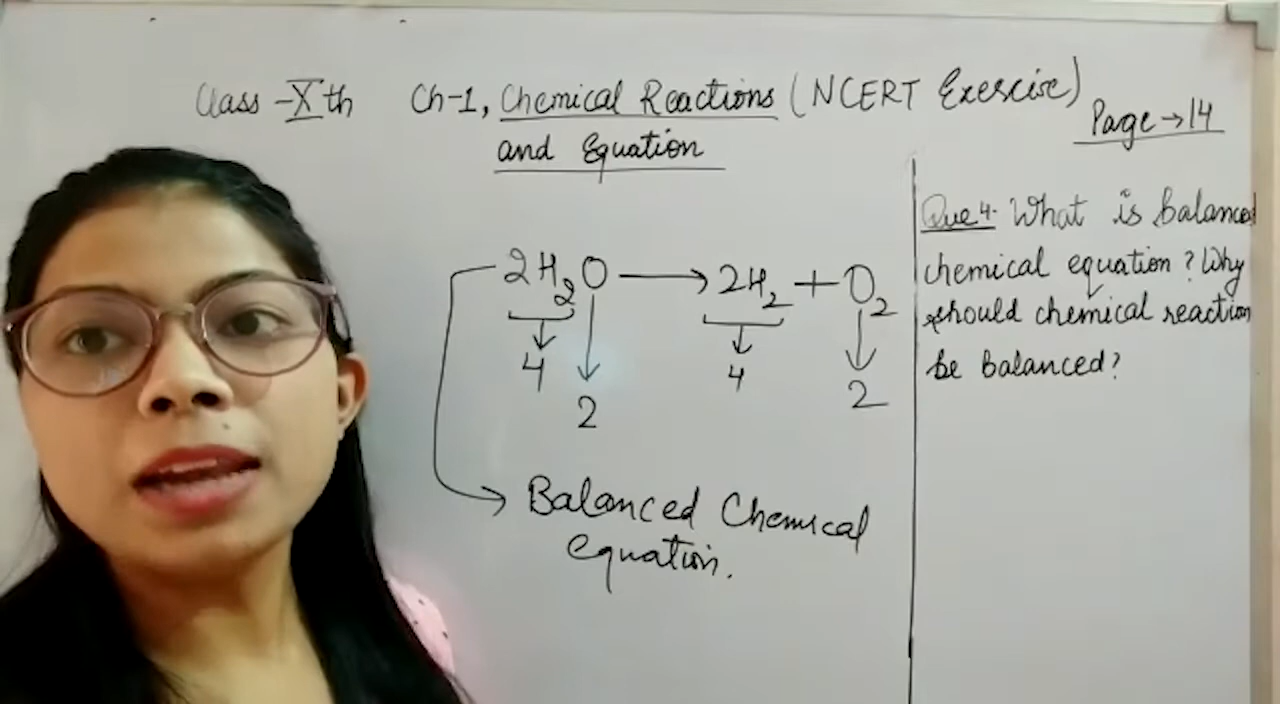 Class - Xth Ch-1, Chemical Reactions (NCERT Exercise)
and Equation
Page → 14
2H₂O → 2H₂ + O₂
4 2 4 2
Balanced Chemical
equation.
Que 4. What is balanced
chemical equation? Why
should chemical reaction
be balanced?